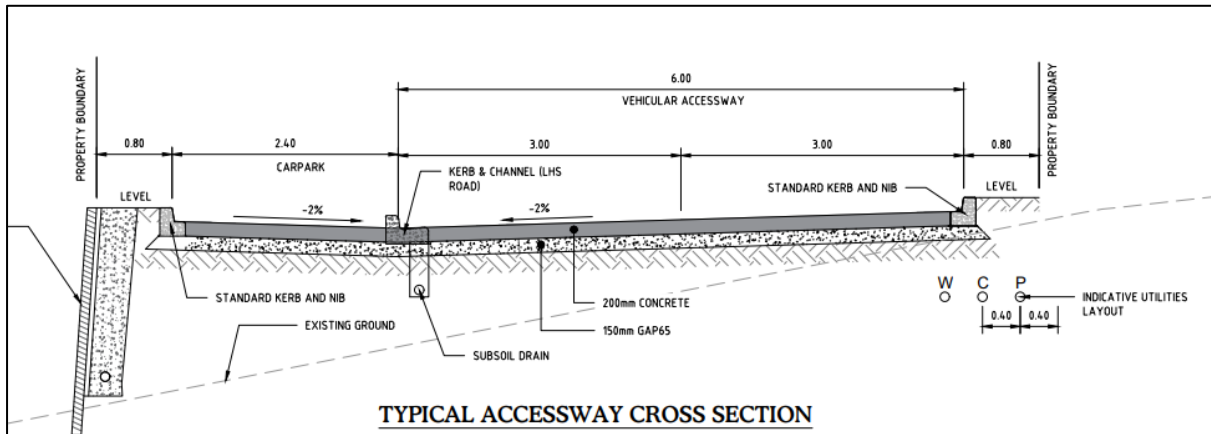 PROPERTY BOUNDARY
PROPERTY BOUNDARY
6.00
VEHICULAR ACCESSWAY
0.80
2.40
3.00
3.00
0.80
CARPARK
KERB & CHANNEL (LHS
ROAD)
STANDARD KERB AND NIB
LEVEL
LEVEL
-2%
-2%
W C P
STANDARD KERB AND NIB
200mm CONCRETE
INDICATIVE UTILITIES
LAYOUT
0.40 0.40
EXISTING GROUND
150mm GAP65
SUBSOIL DRAIN
TYPICAL ACCESSWAY CROSS SECTION